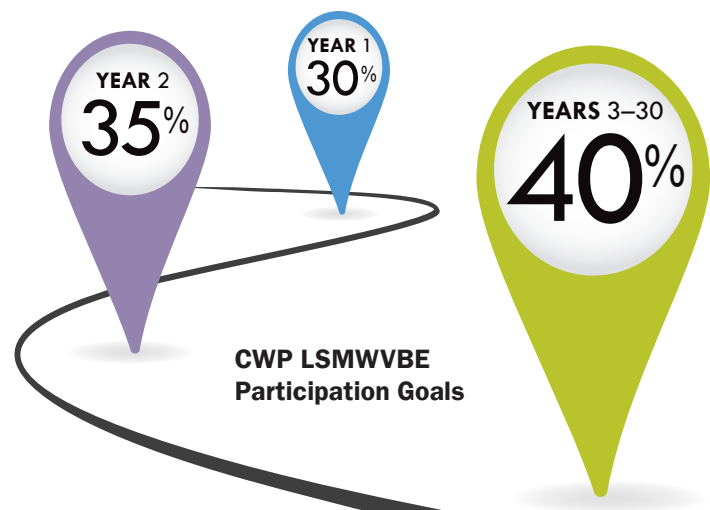 YEAR 1
30%
YEAR 2
35%
YEARS 3–30
40%
CWP LSMWVBE
Participation Goals